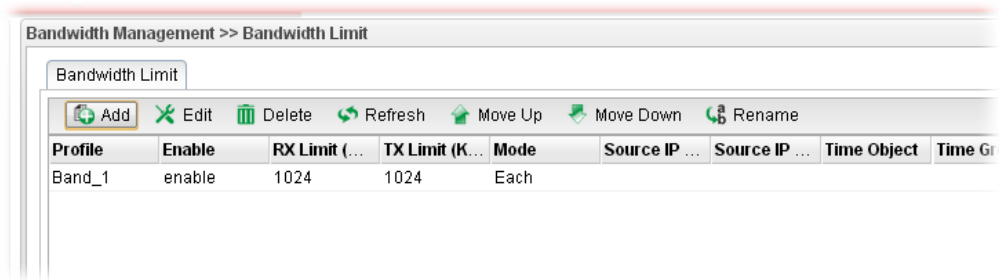 Bandwidth Management >> Bandwidth Limit
Bandwidth Limit
Add Edit Delete Refresh Move Up Move Down Rename
Profile Enable RX Limit (... TX Limit (K... Mode Source IP ... Source IP ... Time Object Time Gr
Band_1 enable 1024 1024 Each